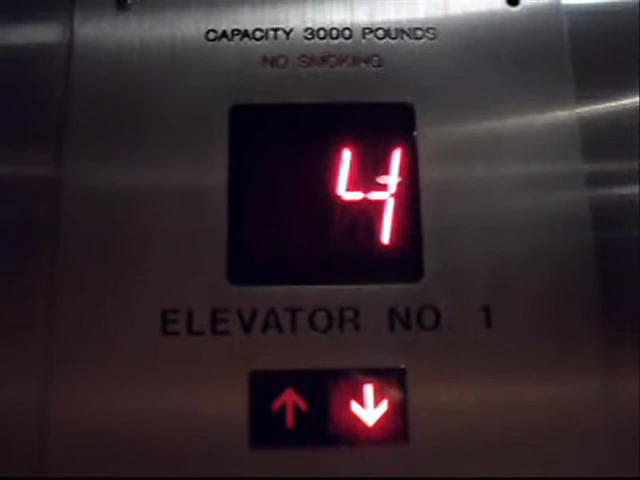 CAPACITY 3000 POUNDS
NO SMOKING
4
ELEVATOR NO. 1
↑ ↓